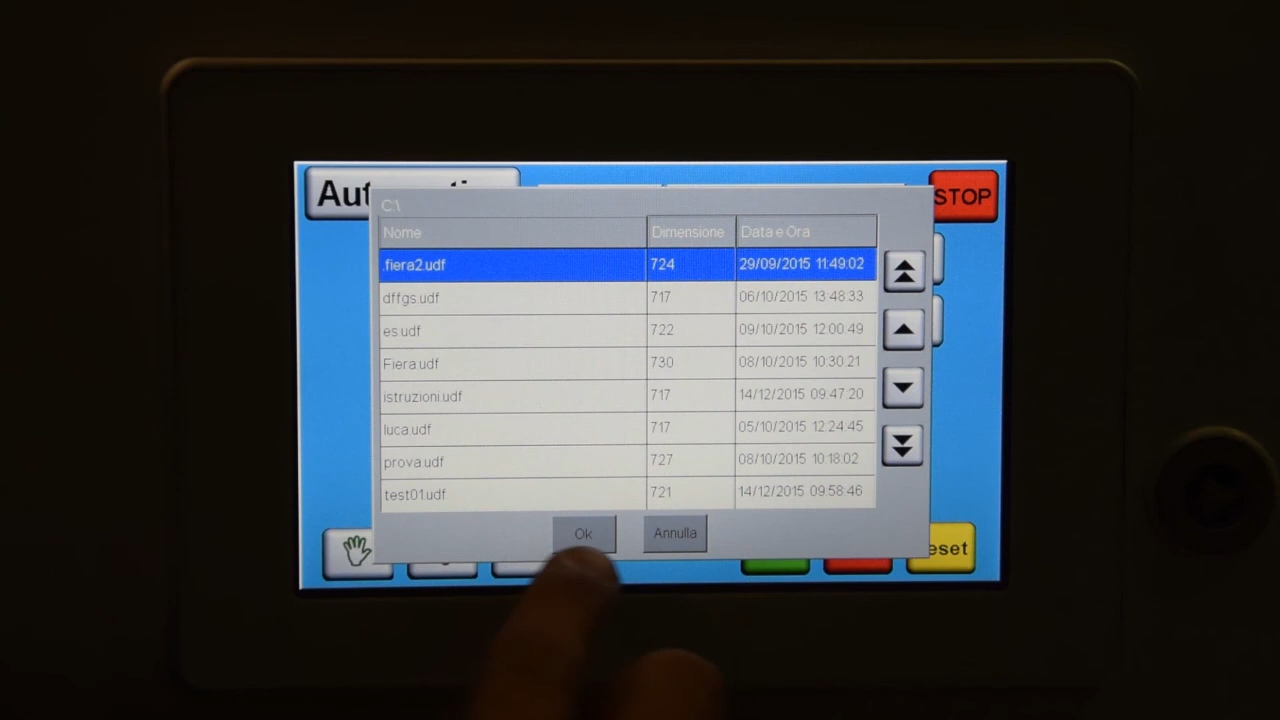 STOP
C:\
Nome Dimensione Data e Ora
.fiera2.udf 724 29/09/2015 11:49:02
dffgs.udf 717 06/10/2015 13:48:33
es.udf 722 09/10/2015 12:00:49
Fiera.udf 730 08/10/2015 10:30:21
istruzioni.udf 717 14/12/2015 09:47:20
luca.udf 717 05/10/2015 12:24:45
prova.udf 727 08/10/2015 10:18:02
test01.udf 721 14/12/2015 09:58:46
Ok Annulla
eset